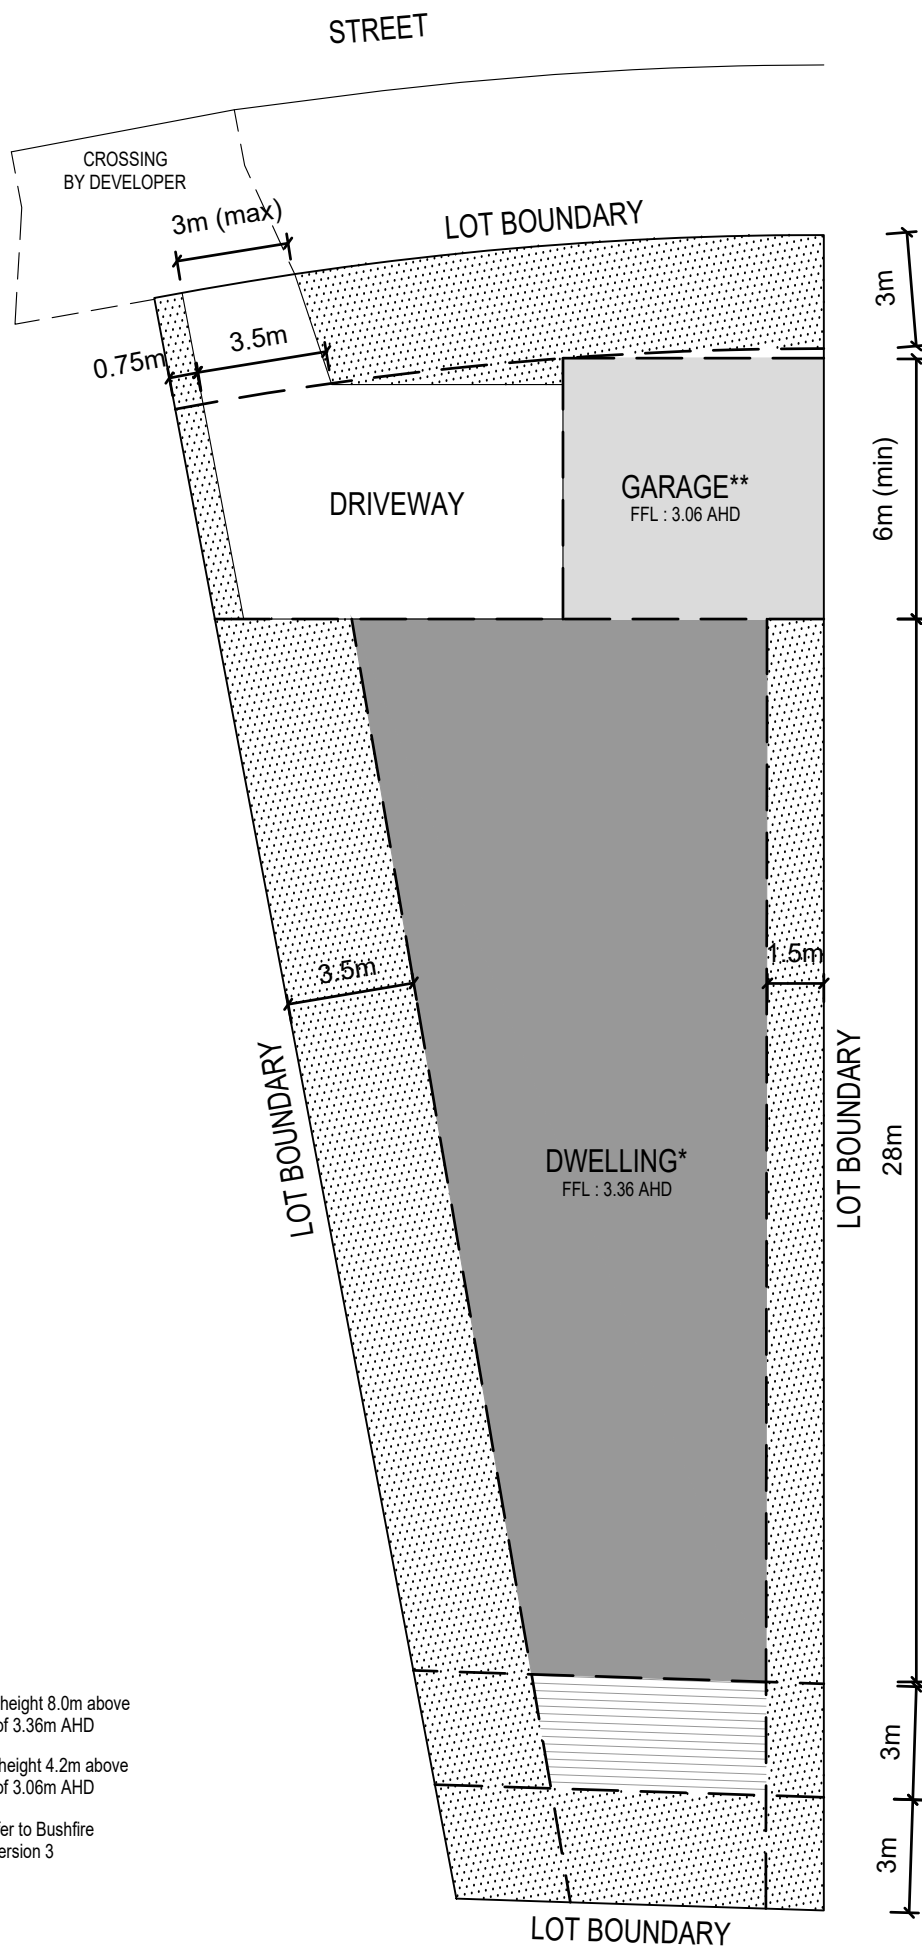 STREET
CROSSING
BY DEVELOPER
3m (max)
LOT BOUNDARY
3m
0.75m
3.5m
DRIVEWAY
GARAGE**
FFL : 3.06 AHD
6m (min)
3.5m
1.5m
LOT BOUNDARY
LOT BOUNDARY
28m
DWELLING*
FFL : 3.36 AHD
height 8.0m above
of 3.36m AHD
height 4.2m above
of 3.06m AHD
to Bushfire
3
3m
3m
LOT BOUNDARY